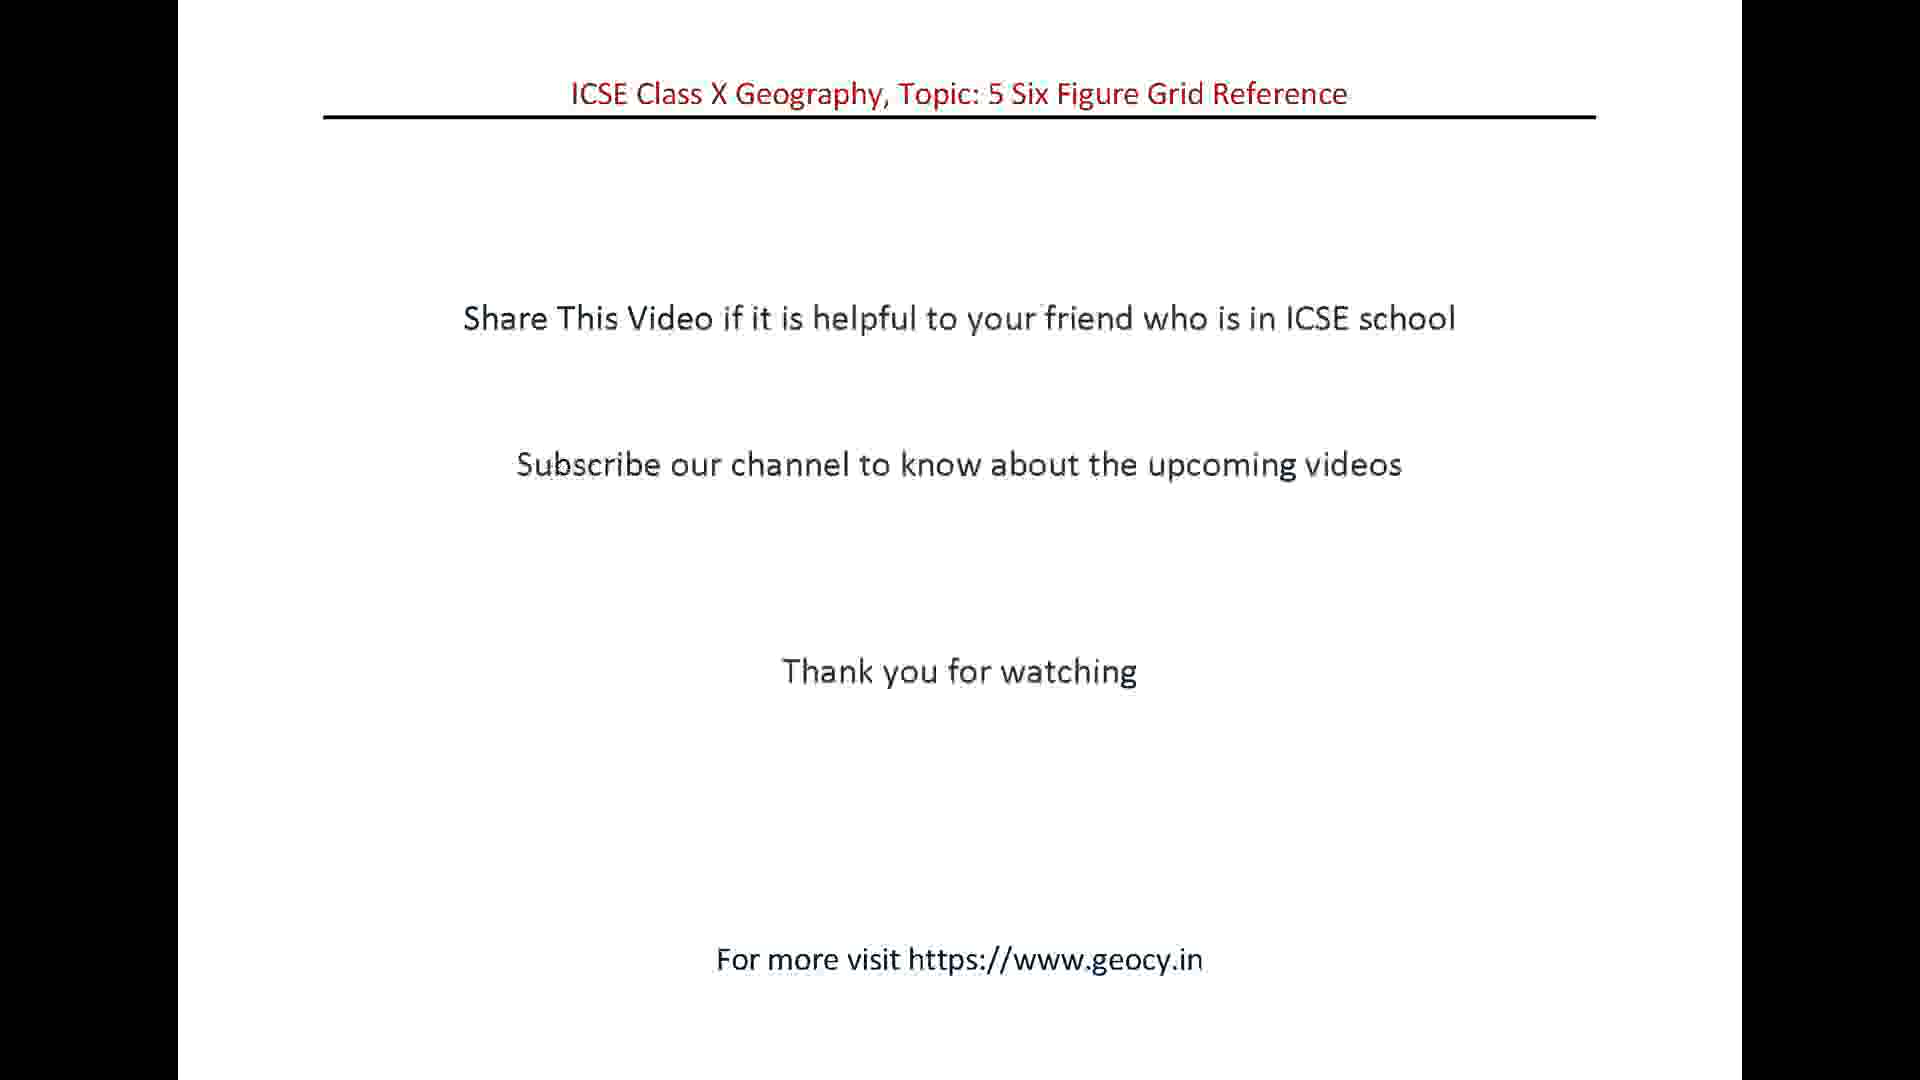 ICSE Class X Geography, Topic: 5 Six Figure Grid Reference
Share This Video if it is helpful to your friend who is in ICSE school
Subscribe our channel to know about the upcoming videos
Thank you for watching
For more visit https://www.geocy.in